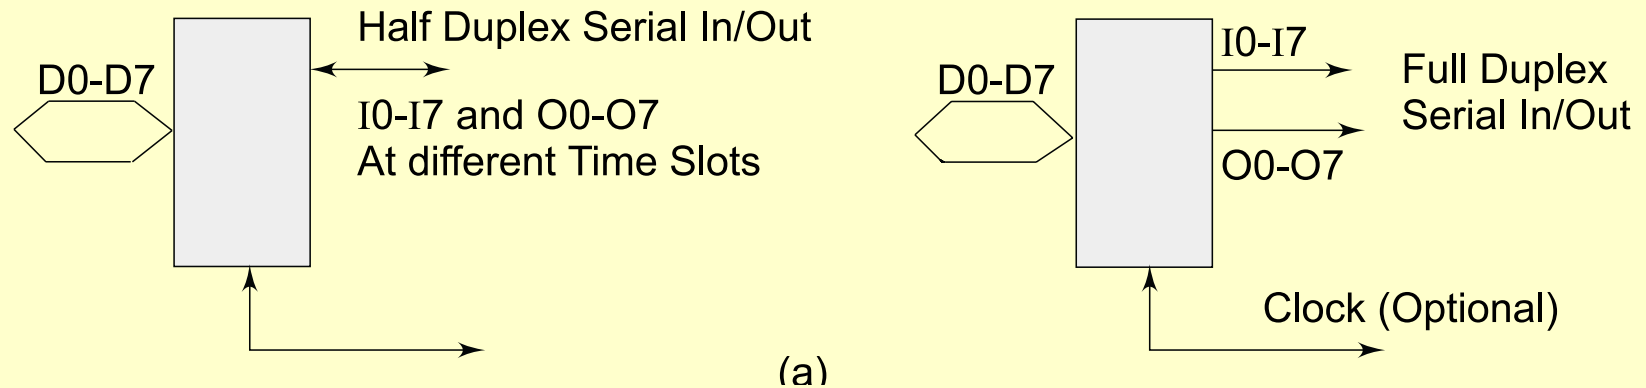 Half Duplex Serial In/Out
D0-D7
I0-I7 and O0-O7
At different Time Slots
I0-I7
D0-D7
Full Duplex
Serial In/Out
O0-O7
Clock (Optional)
(a)